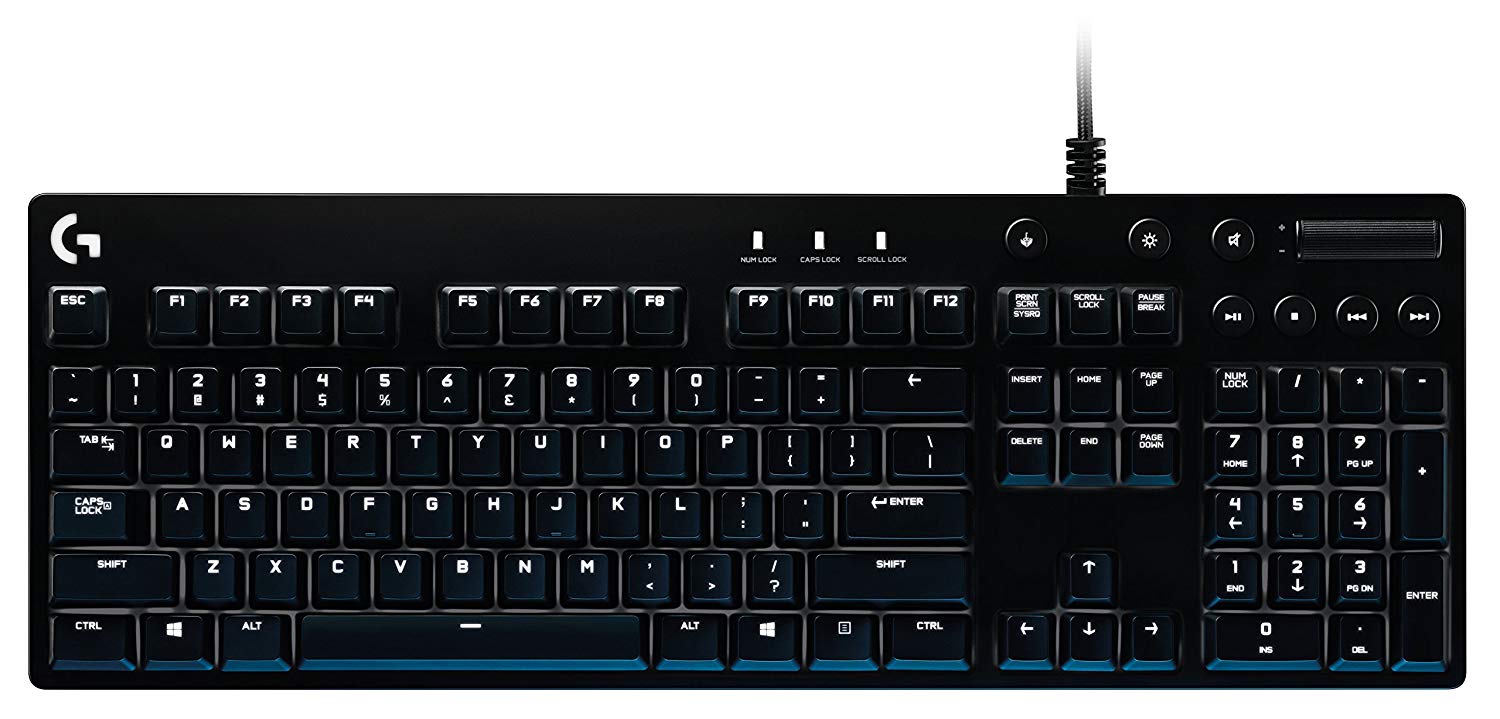 G
NUM LOCK CAPS LOCK SCROLL LOCK
+
-
ESC F1 F2 F3 F4 F5 F6 F7 F8 F9 F10 F11 F12 PRINT SCRN SYSRQ SCROLL LOCK PAUSE BREAK
` 1 2 3 4 5 6 7 8 9 0 - = ← INSERT HOME PAGE UP NUM LOCK / * -
~ ! @ # $ % ^ & * ( ) _ +
TAB Q W E R T Y U I O P [ ] \ DELETE END PAGE DOWN 7 8 9 +
{ } | HOME ↑ PG UP
CAPS LOCK A A S D F G H J K L ; ' ↵ ENTER 4 5 6
: " ← →
SHIFT Z X C V B N M , . / SHIFT ↑ 1 2 3 ENTER
< > ? END ↓ PG DN
CTRL ALT ALT CTRL ← ↓ → 0 .
INS DEL